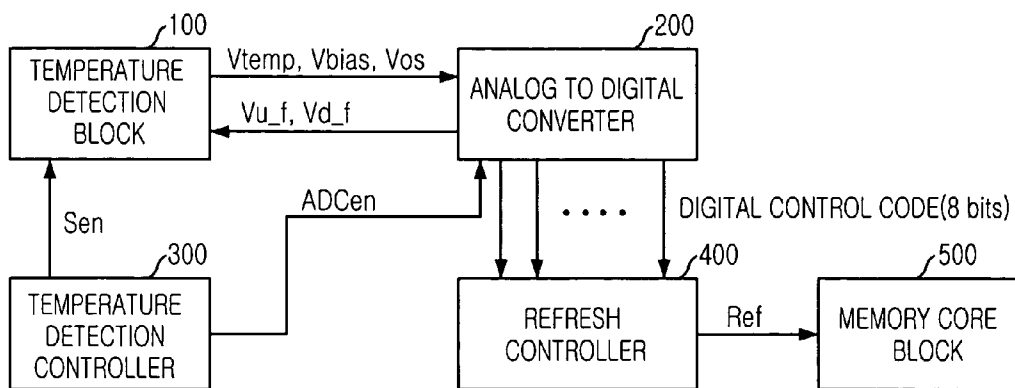 100
TEMPERATURE
DETECTION
BLOCK
Vtemp, Vbias, Vos
Vu_f, Vd_f
200
ANALOG TO DIGITAL
CONVERTER
Sen
ADCen
DIGITAL CONTROL CODE(8 bits)
300
TEMPERATURE
DETECTION
CONTROLLER
400
REFRESH
CONTROLLER
Ref
500
MEMORY CORE
BLOCK